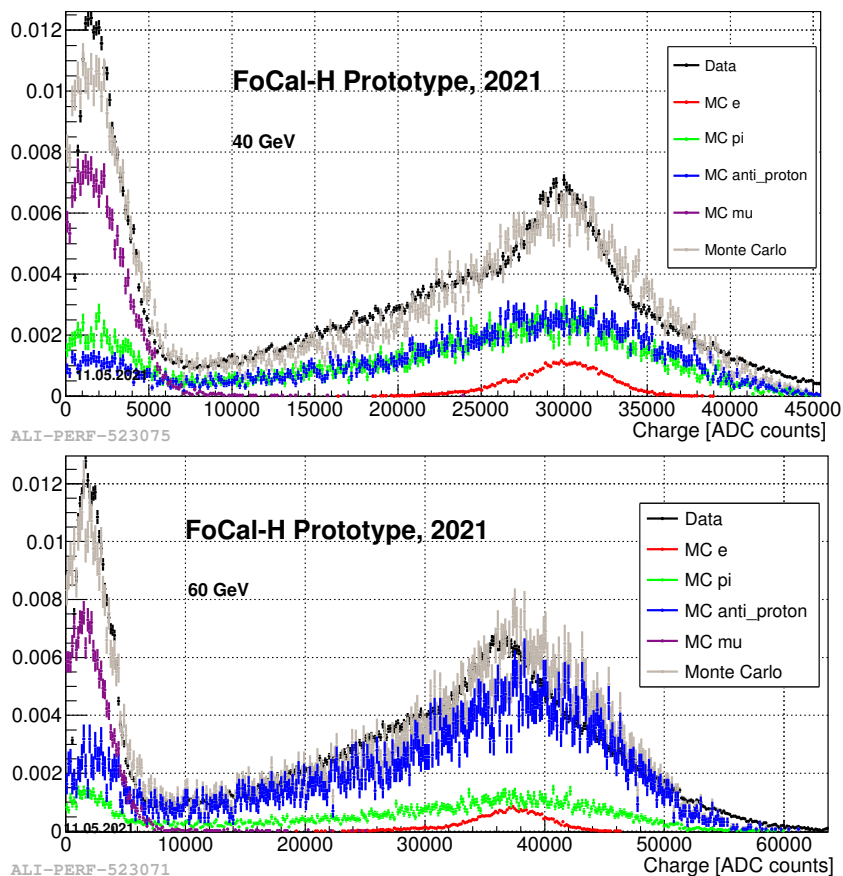 0.012
0.01
0.008
0.006
0.004
0.002
0
FoCal-H Prototype, 2021
40 GeV
Data
MC e
MC pi
MC anti_proton
MC mu
Monte Carlo
11.05.2021
0 5000 10000 15000 20000 25000 30000 35000 40000 45000
Charge [ADC counts]
ALI-PERF-523075
0.012
0.01
0.008
0.006
0.004
0.002
0
FoCal-H Prototype, 2021
60 GeV
Data
MC e
MC pi
MC anti_proton
MC mu
Monte Carlo
11.05.2021
0 10000 20000 30000 40000 50000 60000
Charge [ADC counts]
ALI-PERF-523071